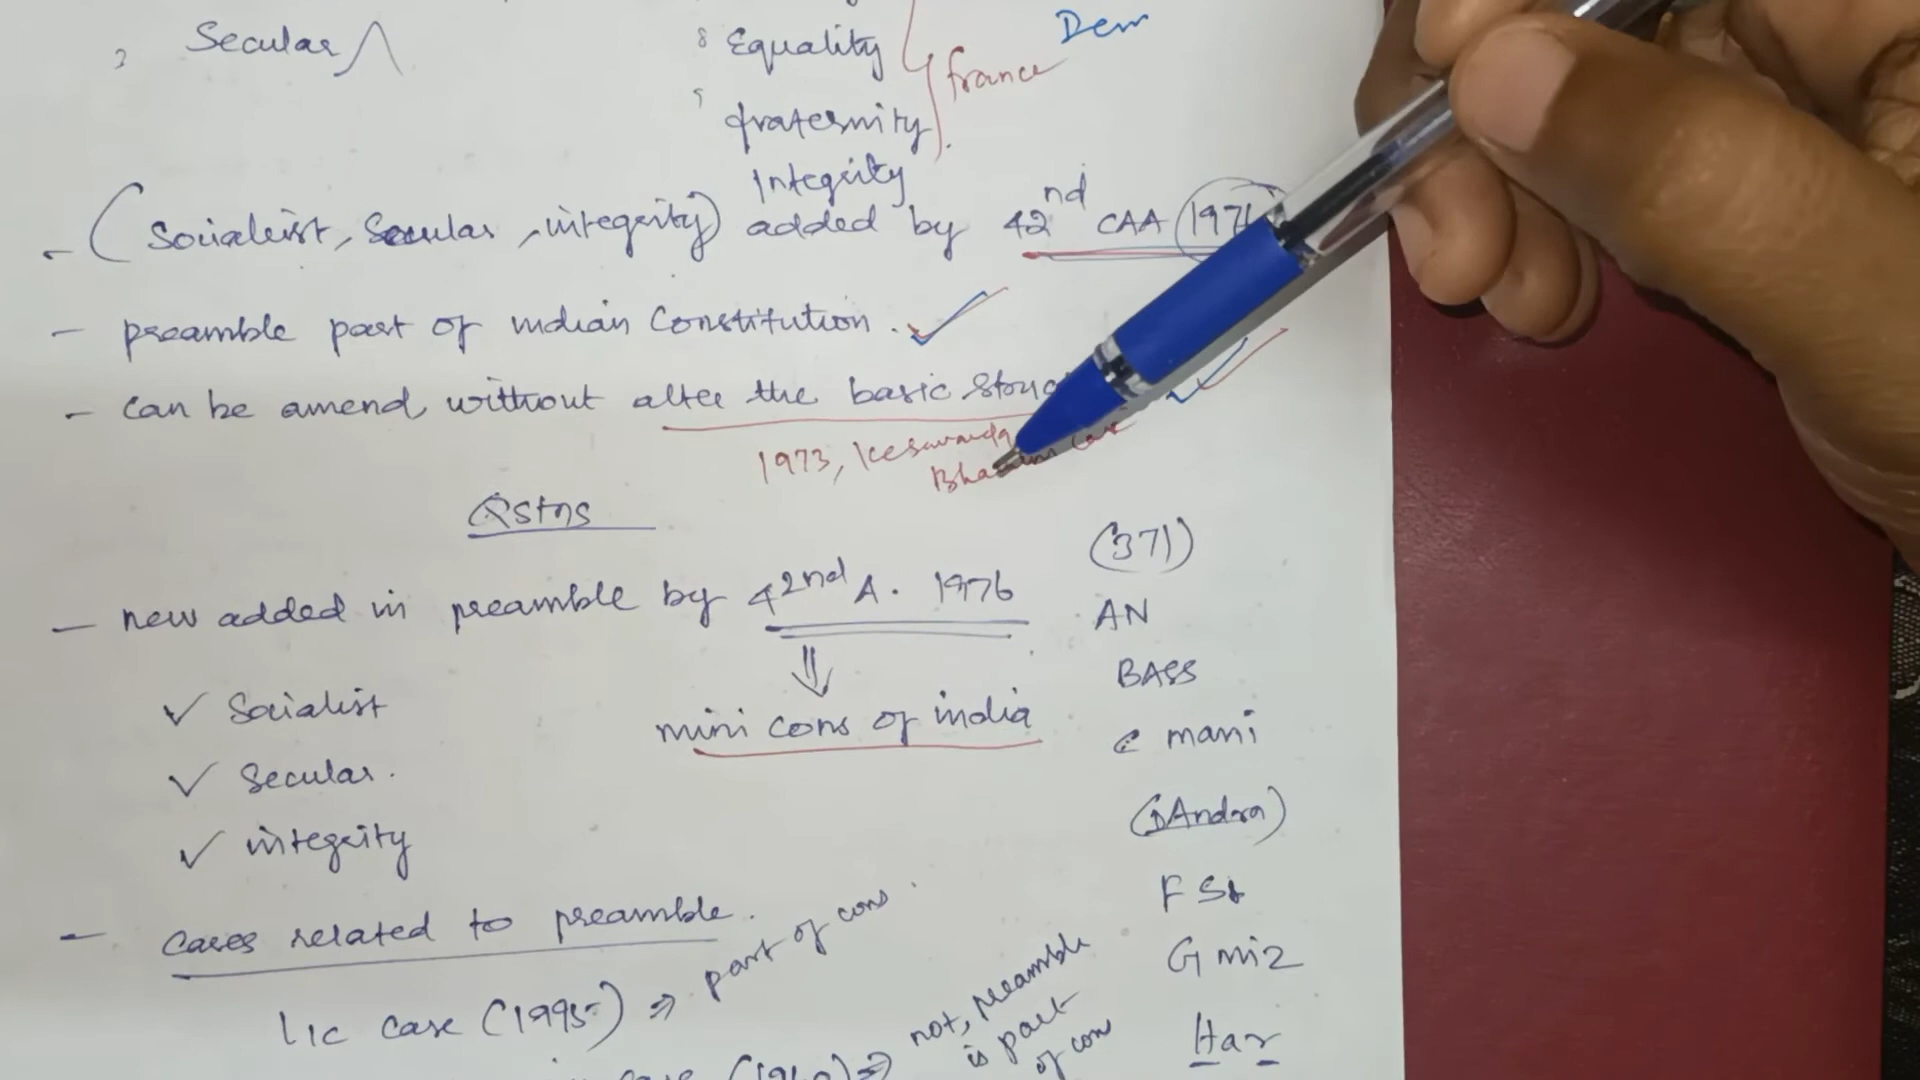 Secular
Equality
france
Dem
fraternity
Integrity
- (Socialist, Secular, integrity) added by 42nd CAA
- preamble part of indian Constitution.
- can be amend without alter the basic
1973,
Qstns
(371)
- new added in preamble by 42nd A. 1976
AN
BASS
✓ Socialist
mini cons of india
C mani
✓ Secular.
(DAndra)
✓ integrity
F
- Cases related to preamble.
G miz
LIC Case (1995) ⇒ part of cons
not, preamble
is part
of con
Har